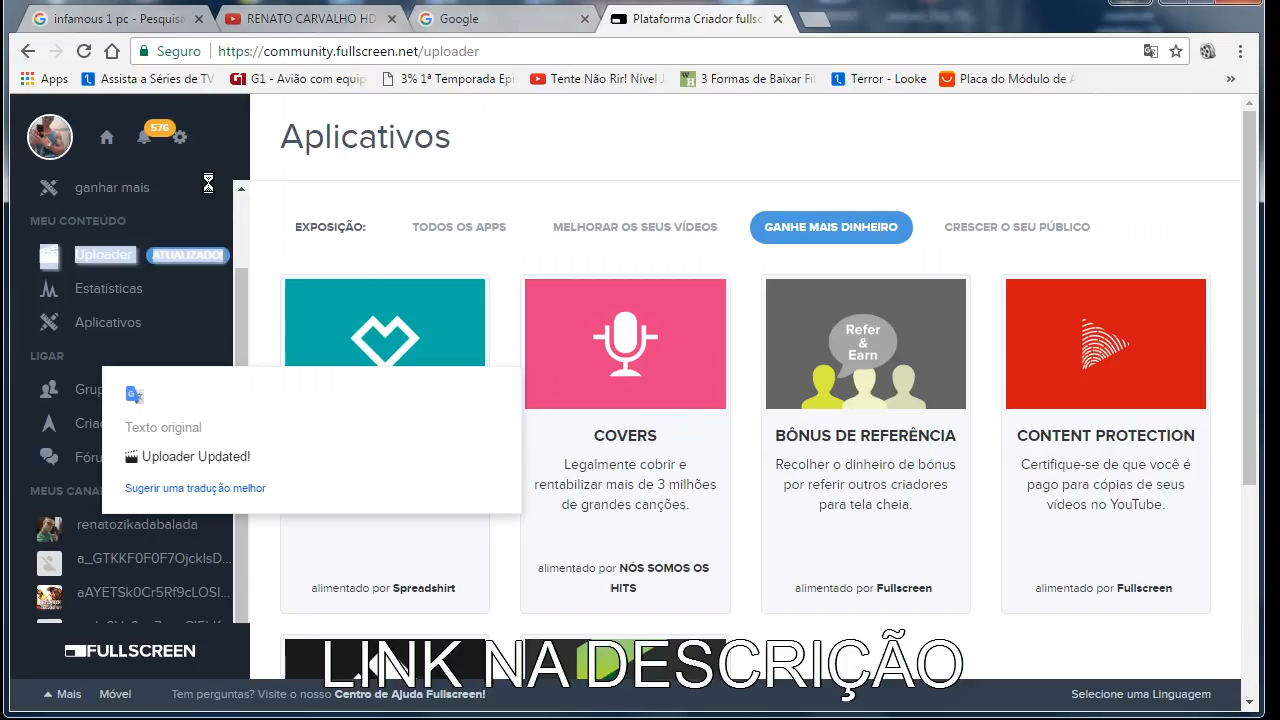 infamous 1 pc - Pesquisa
RENATO CARVALHO HD
Google
Plataforma Criador fullsc
Seguro
https://community.fullscreen.net/uploader
Apps
Assista a Séries de TV
G1 - Avião com equip
3% 1ª Temporada Epi
Tente Não Rir! Nível
3 Formas de Baixar Fil
Terror - Looke
Placa do Módulo de
»
576
ganhar mais
MEU CONTEÚDO
Uploader
ATUALIZADO!
Estatísticas
Aplicativos
LIGAR
Grup
Criad
Fóru
MEUS CANA
renatozikadabalada
a_GTKKF0F0F7OjckIsD...
aAYETSk0Cr5Rf9cLOSI...
FULLSCREEN
Texto original
Uploader Updated!
Sugerir uma tradução melhor
Aplicativos
EXPOSIÇÃO:
TODOS OS APPS
MELHORAR OS SEUS VÍDEOS
GANHE MAIS DINHEIRO
CRESCER O SEU PÚBLICO
alimentado por Spreadshirt
COVERS
Legalmente cobrir e
rentabilizar mais de 3 milhões
de grandes canções.
alimentado por NÓS SOMOS OS
HITS
Refer
&
Earn
BÔNUS DE REFERÊNCIA
Recolher o dinheiro de bónus
por referir outros criadores
para tela cheia.
alimentado por Fullscreen
CONTENT PROTECTION
Certifique-se de que você é
pago para cópias de seus
vídeos no YouTube.
alimentado por Fullscreen
LINK NA DESCRIÇÃO
Mais
Móvel
Tem perguntas? Visite o nosso Centro de Ajuda Fullscreen!
Selecione uma Linguagem